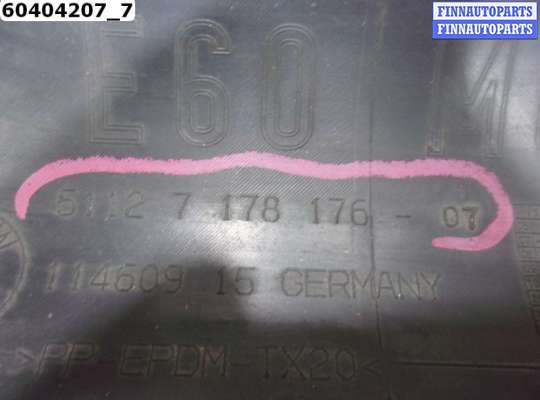 60404207_7
FINNAUTOPARTS
FINNAUTOPARTS
E60 M
5112 7 178 176 - 07
114609 15 GERMANY
>PP-EPDM-TX20<